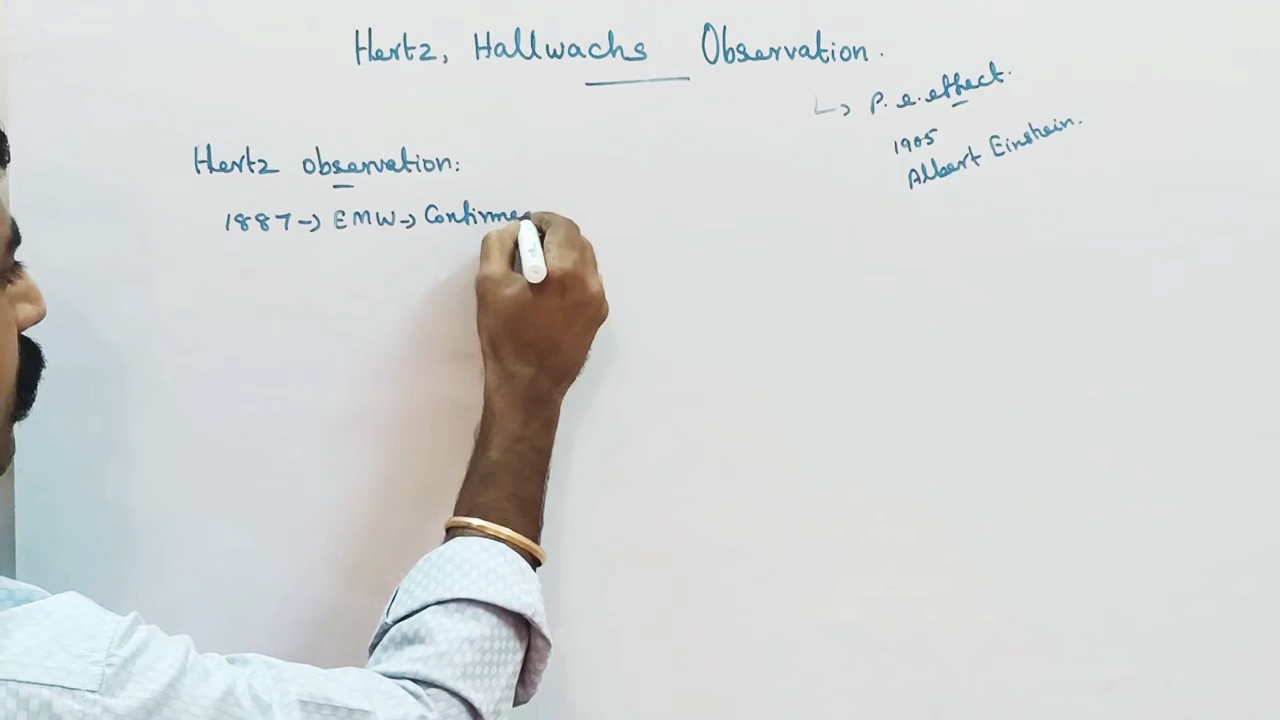 Hertz, Hallwachs Observation.
↳ P.e.effect.
1905
Albert Einstein.
Hertz observation:
1887→ EMW→ Confirme